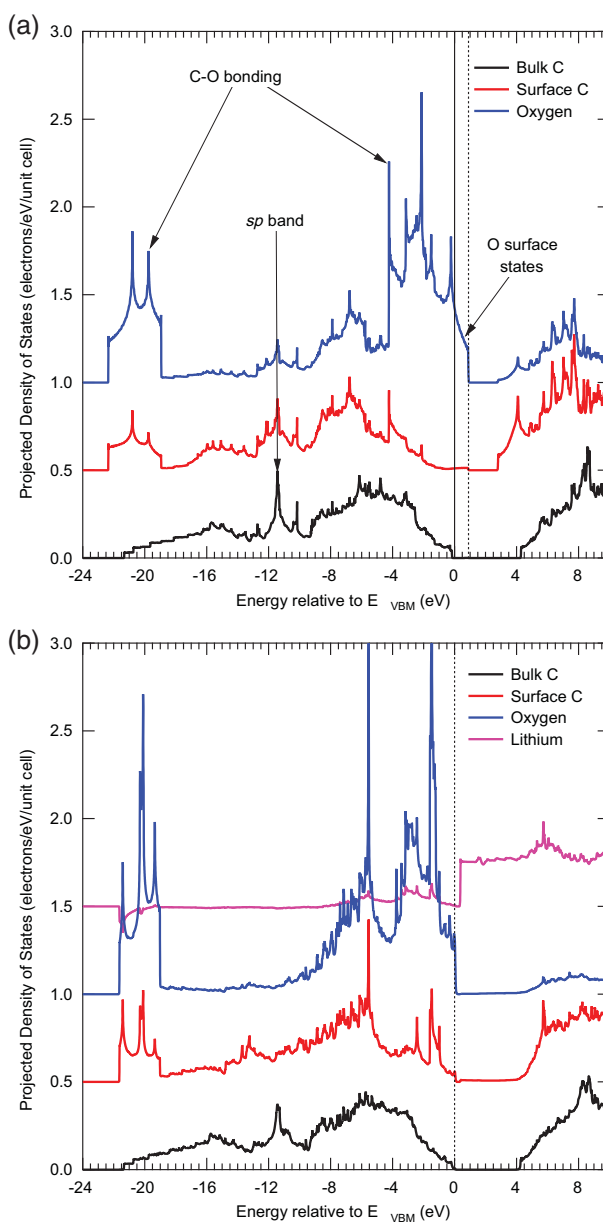 (a)
3.0
2.5
2.0
1.5
1.0
0.5
0.0
Projected Density of States (electrons/eV/unit cell)
C-O bonding
sp band
O surface
states
Bulk C
Surface C
Oxygen
-24 -20 -16 -12 -8 -4 0 4 8
Energy relative to E VBM (eV)
(b)
3.0
2.5
2.0
1.5
1.0
0.5
0.0
Projected Density of States (electrons/eV/unit cell)
Bulk C
Surface C
Oxygen
Lithium
-24 -20 -16 -12 -8 -4 0 4 8
Energy relative to E VBM (eV)